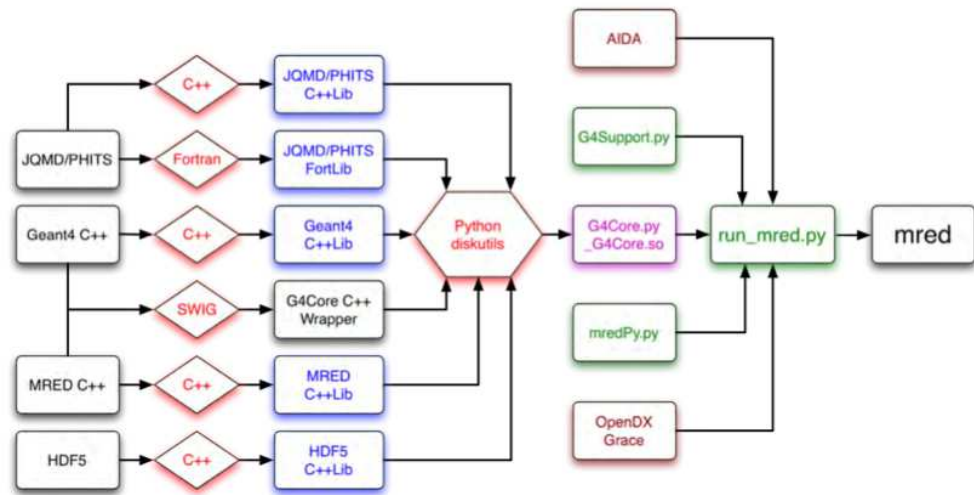 AIDA
C++
JQMD/PHITS
C++Lib
G4Support.py
JQMD/PHITS
Fortran
JQMD/PHITS
FortLib
Geant4 C++
C++
Geant4
C++Lib
Python
diskutils
G4Core.py
_G4Core.so
run_mred.py
mred
SWIG
G4Core C++
Wrapper
mredPy.py
MRED C++
C++
MRED
C++Lib
OpenDX
Grace
HDF5
C++
HDF5
C++Lib